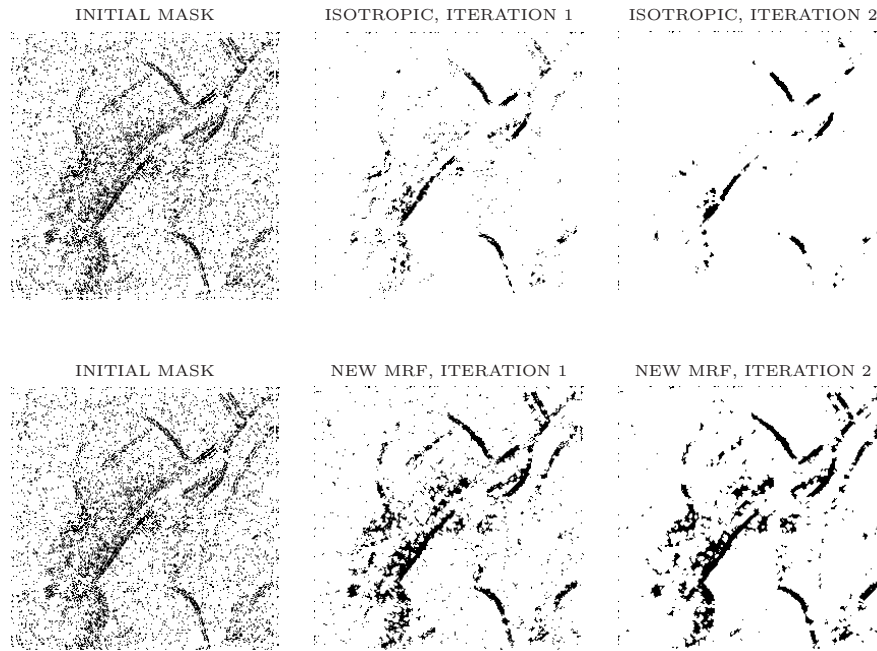 INITIAL MASK
ISOTROPIC, ITERATION 1
ISOTROPIC, ITERATION 2
INITIAL MASK
NEW MRF, ITERATION 1
NEW MRF, ITERATION 2